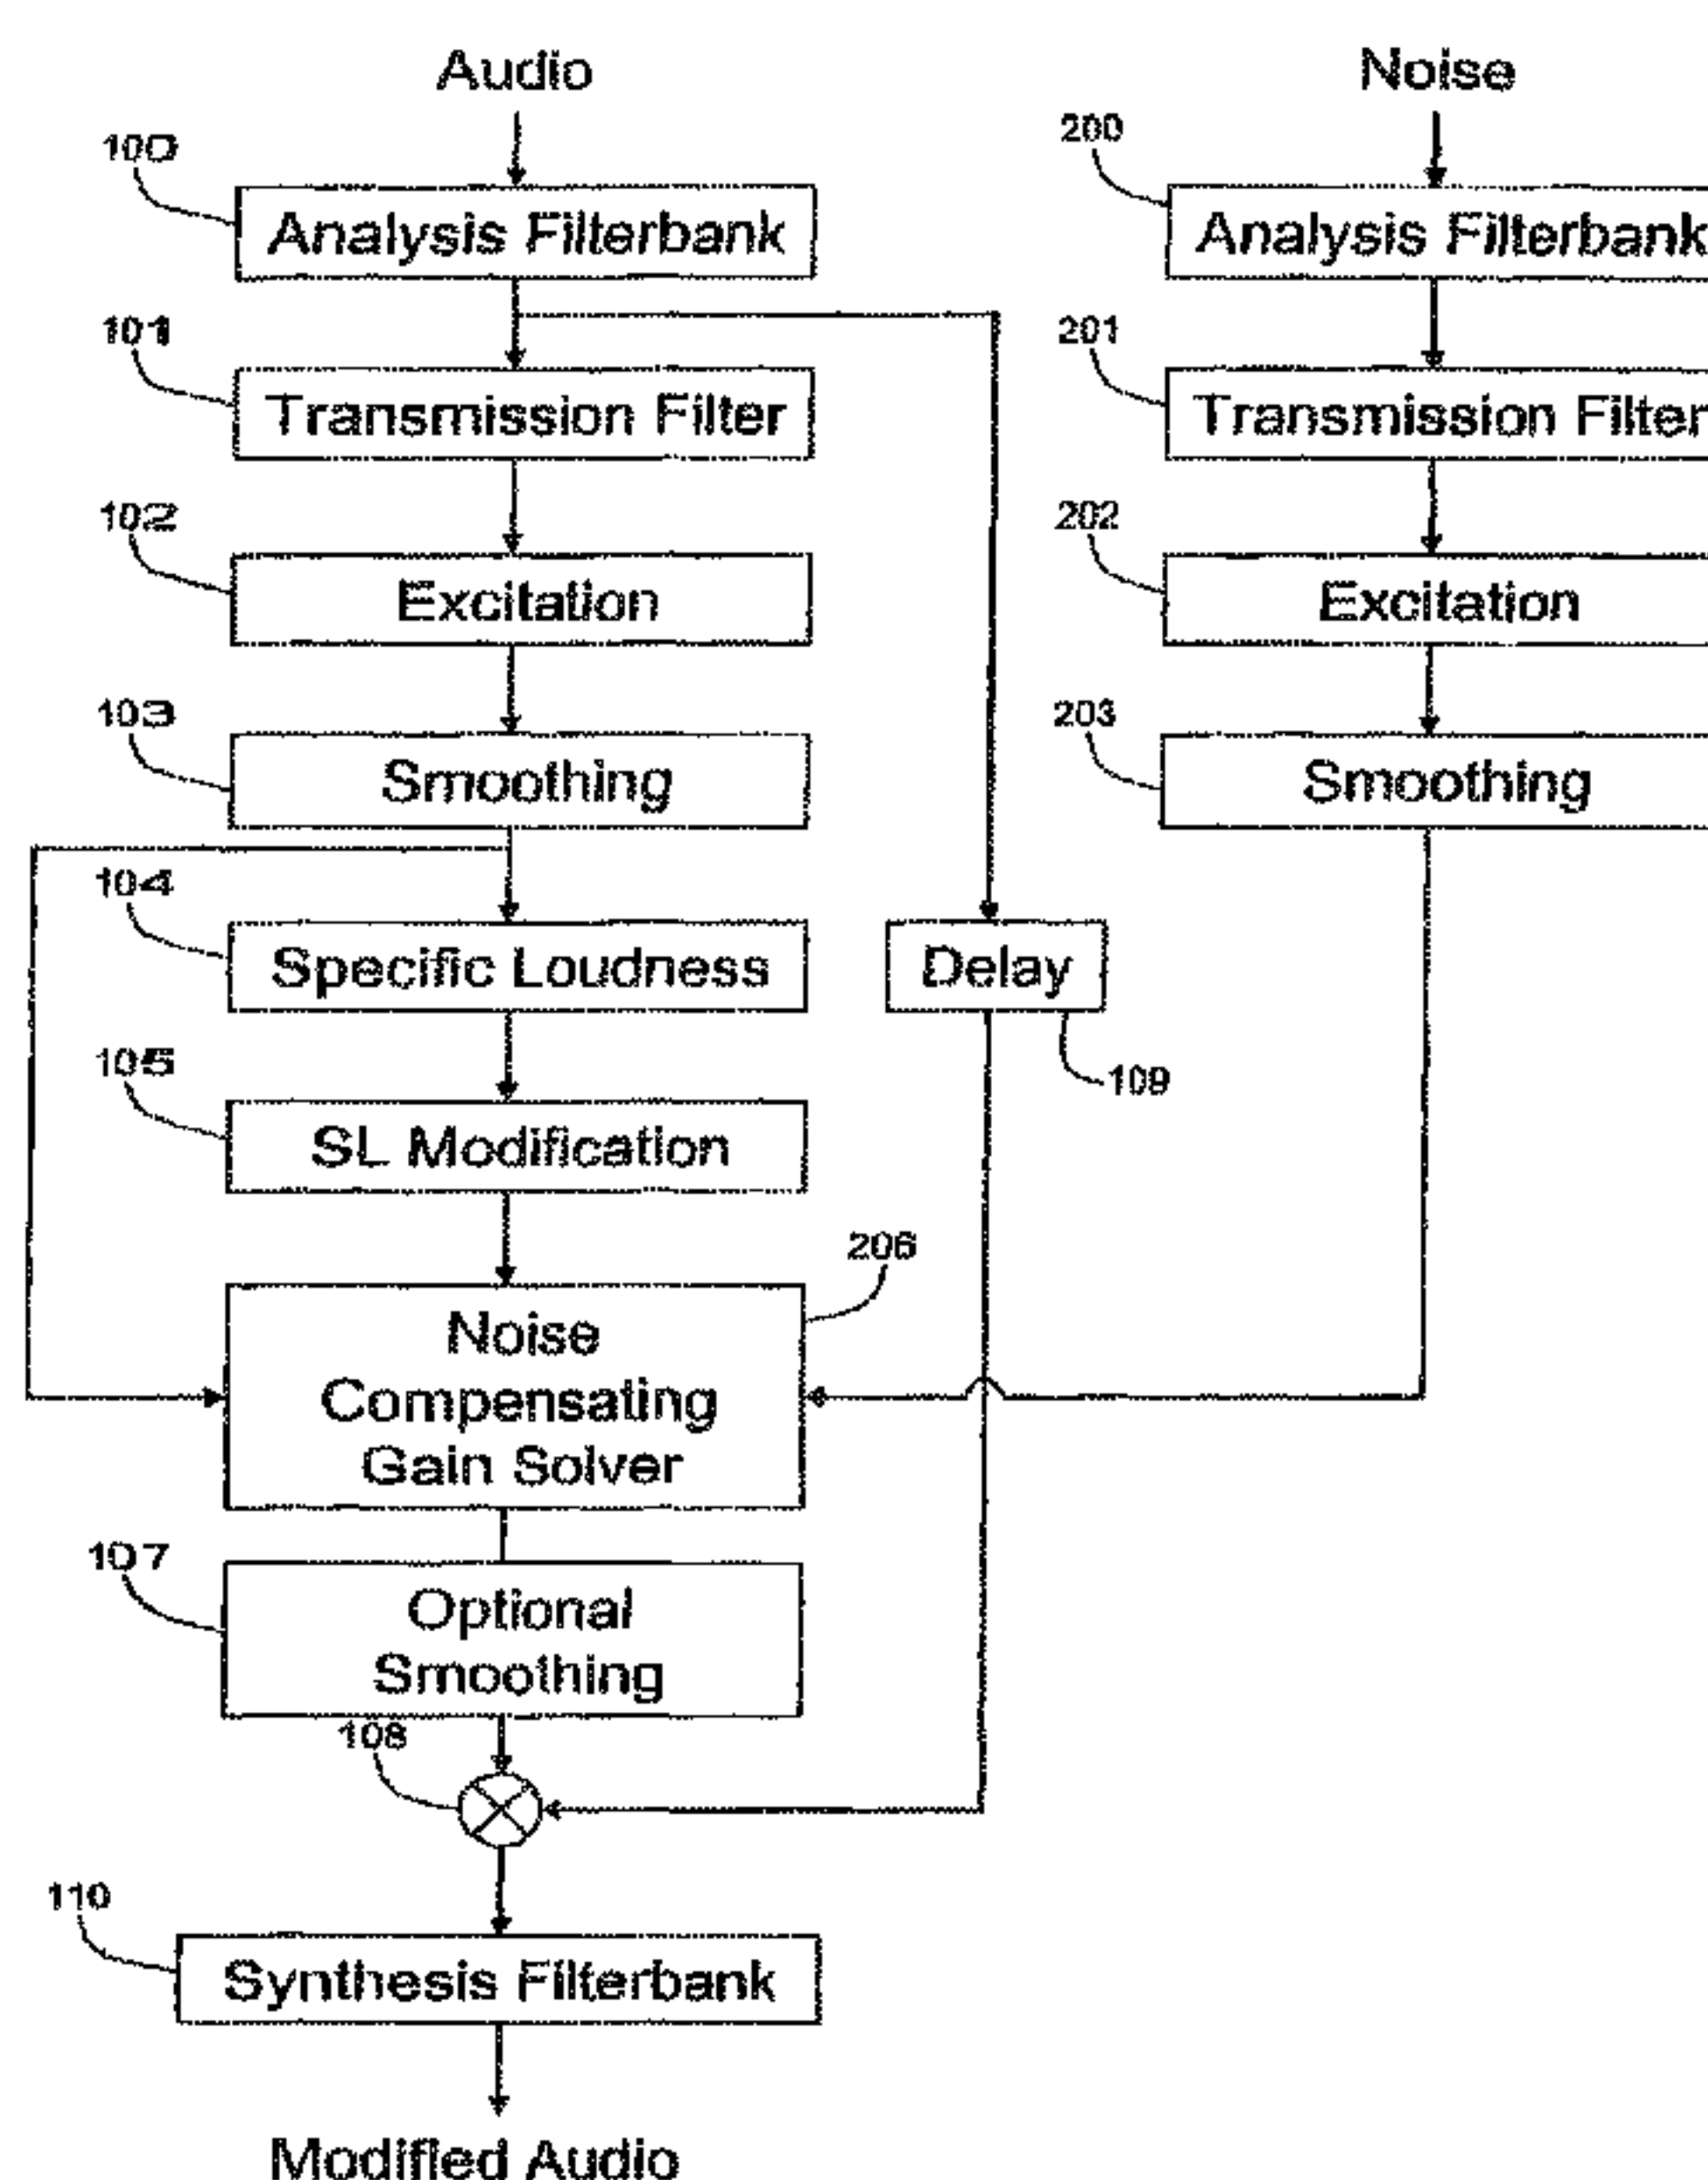 Audio
Noise
100
200
Analysis Filterbank
Analysis Filterbank
101
201
Transmission Filter
Transmission Filter
102
202
Excitation
Excitation
103
203
Smoothing
Smoothing
104
Specific Loudness
Delay
105
109
SL Modification
206
Noise
Compensating
Gain Solver
107
Optional
Smoothing
108
110
Synthesis Filterbank
Modified Audio